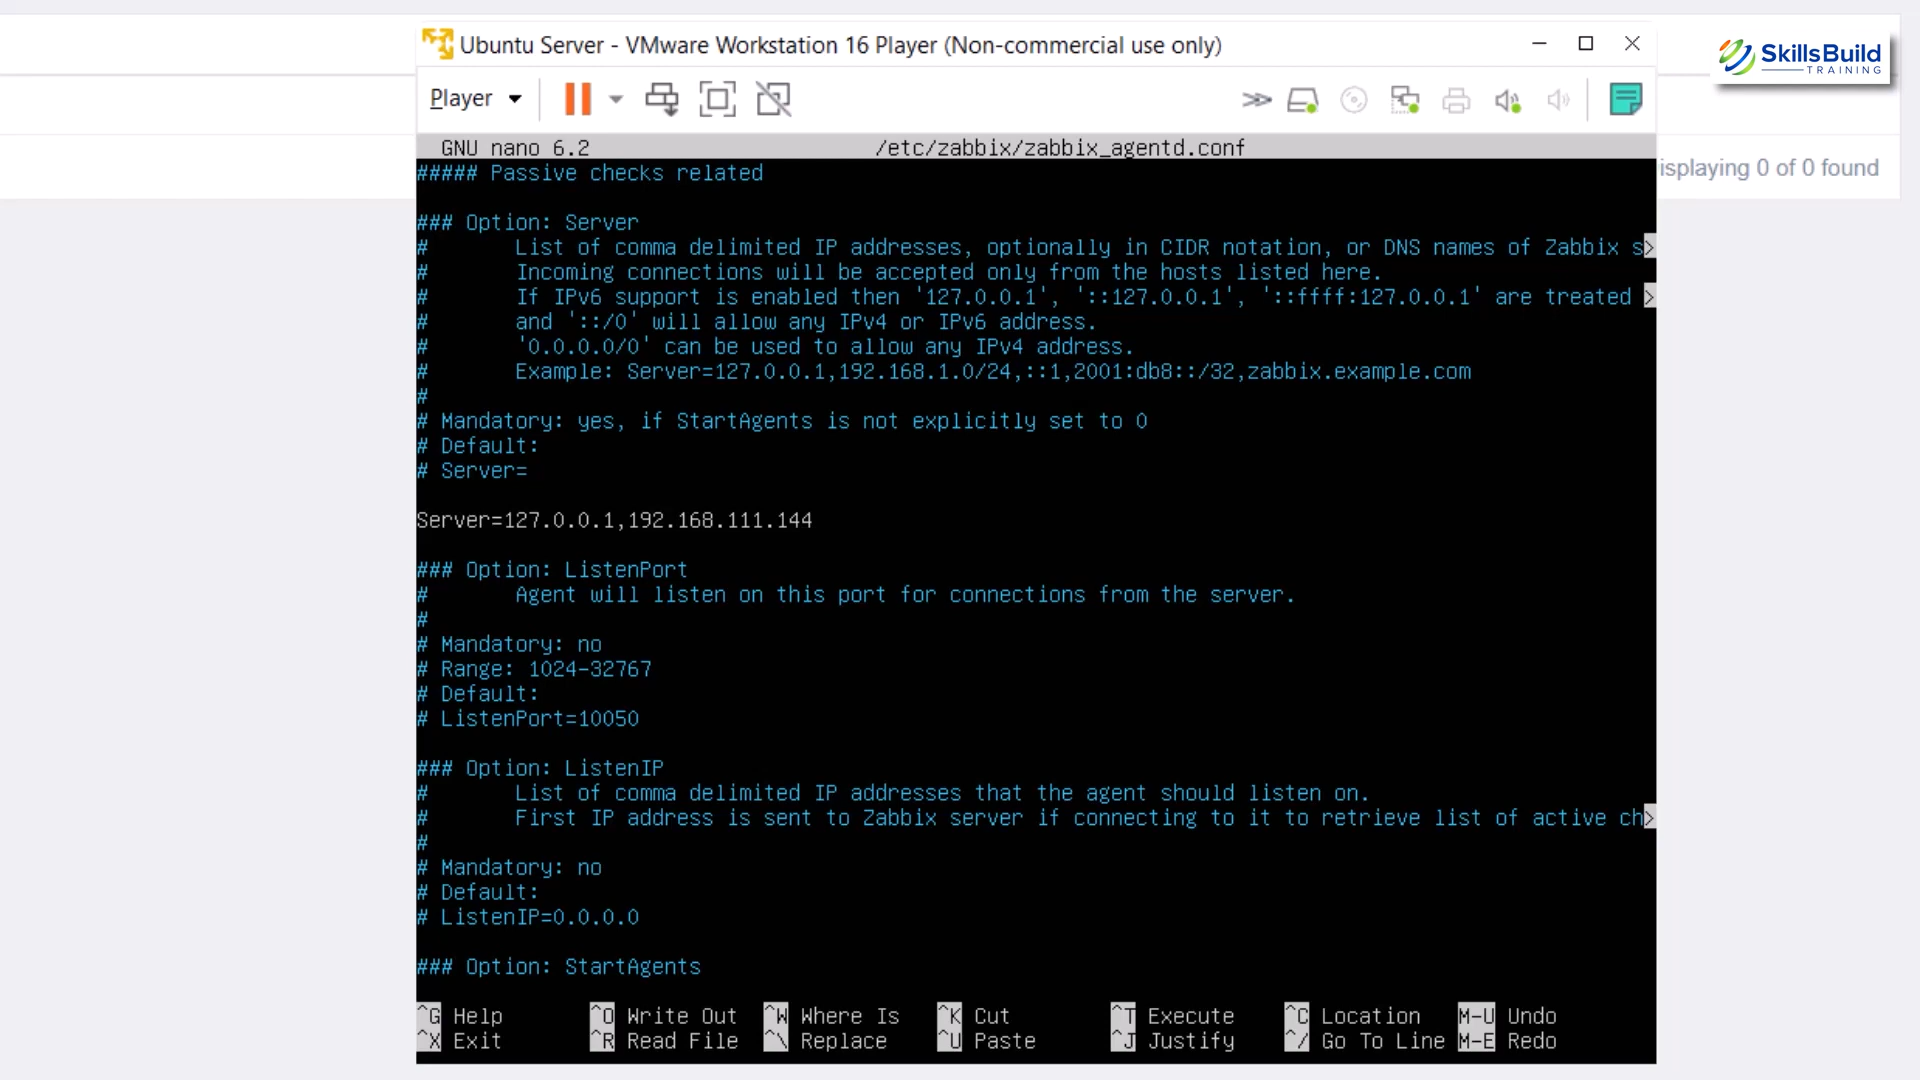 Ubuntu Server - VMware Workstation 16 Player (Non-commercial use only)
SkillsBuild
TRAINING
Player
GNU nano 6.2 /etc/zabbix/zabbix_agentd.conf
isplaying 0 of 0 found
##### Passive checks related
### Option: Server
# List of comma delimited IP addresses, optionally in CIDR notation, or DNS names of Zabbix s>
# Incoming connections will be accepted only from the hosts listed here.
# If IPv6 support is enabled then '127.0.0.1', '::127.0.0.1', '::ffff:127.0.0.1' are treated >
# and '::/0' will allow any IPv4 or IPv6 address.
# '0.0.0.0/0' can be used to allow any IPv4 address.
# Example: Server=127.0.0.1,192.168.1.0/24,::1,2001:db8::/32,zabbix.example.com
#
# Mandatory: yes, if StartAgents is not explicitly set to 0
# Default:
# Server=
Server=127.0.0.1,192.168.111.144
### Option: ListenPort
# Agent will listen on this port for connections from the server.
#
# Mandatory: no
# Range: 1024-32767
# Default:
# ListenPort=10050
### Option: ListenIP
# List of comma delimited IP addresses that the agent should listen on.
# First IP address is sent to Zabbix server if connecting to it to retrieve list of active ch>
#
# Mandatory: no
# Default:
# ListenIP=0.0.0.0
### Option: StartAgents
^G Help ^O Write Out ^W Where Is ^K Cut ^T Execute ^C Location M-U Undo
^X Exit ^R Read File ^\ Replace ^U Paste ^J Justify ^/ Go To Line M-E Redo